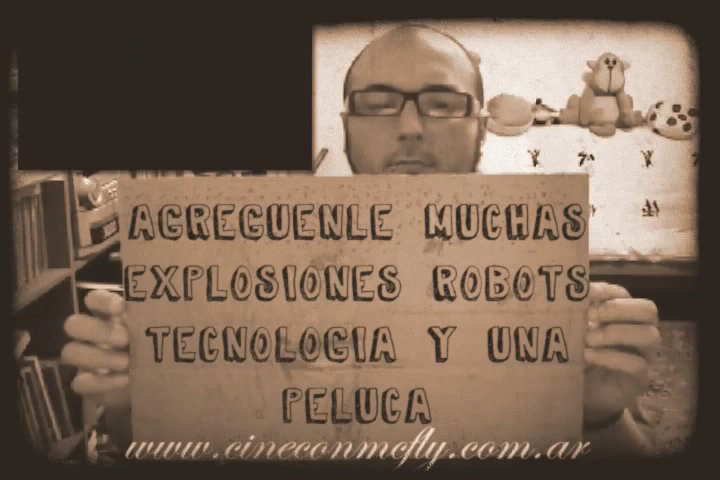 AGREGUENLE MUCHAS
EXPLOSIONES ROBOTS
TECNOLOGIA Y UNA
PELUCA
www.cineconmcfly.com.ar